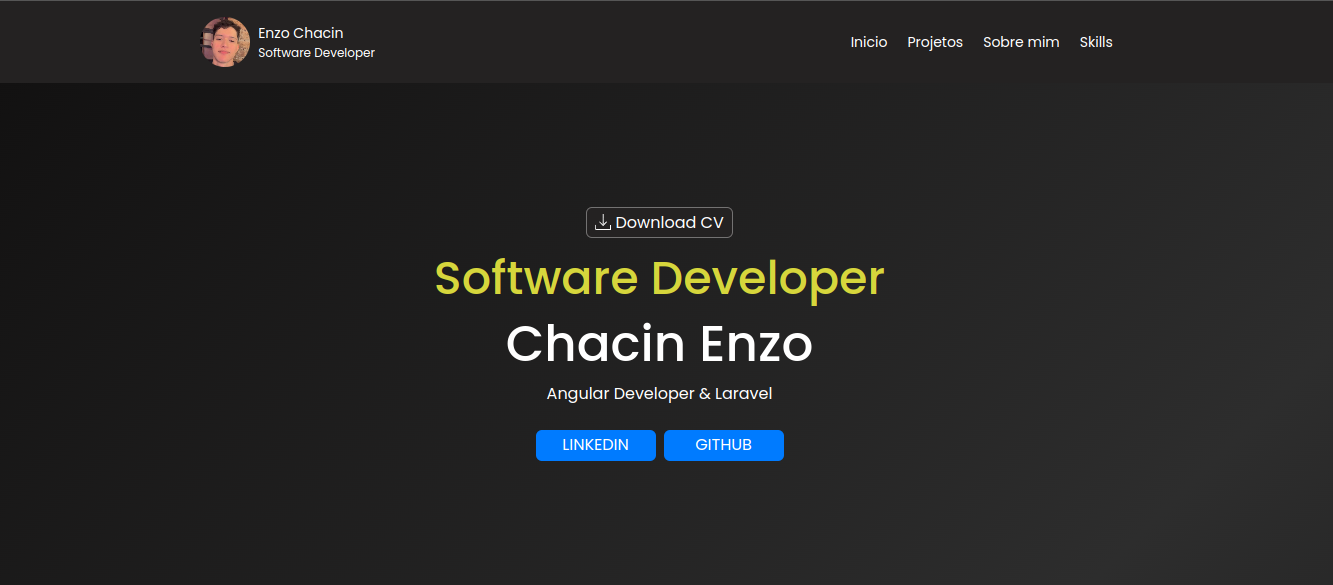 Enzo Chacin
Software Developer
Inicio Projetos Sobre mim Skills
Download CV
Software Developer
Chacin Enzo
Angular Developer & Laravel
LINKEDIN GITHUB